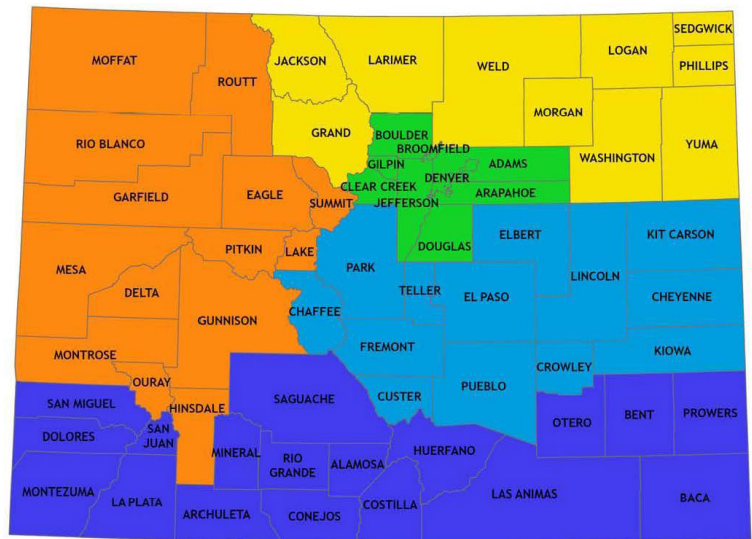 MOFFAT
ROUTT
JACKSON
LARIMER
WELD
LOGAN
SEDGWICK
PHILLIPS
MORGAN
GRAND
BOULDER
BROOMFIELD
RIO BLANCO
WASHINGTON
YUMA
GILPIN
ADAMS
DENVER
CLEAR CREEK
ARAPAHOE
GARFIELD
EAGLE
SUMMIT
JEFFERSON
PITKIN
LAKE
DOUGLAS
ELBERT
KIT CARSON
MESA
PARK
LINCOLN
DELTA
TELLER
EL PASO
CHEYENNE
GUNNISON
CHAFFEE
MONTROSE
FREMONT
KIOWA
OURAY
CROWLEY
HINSDALE
SAGUACHE
CUSTER
PUEBLO
SAN MIGUEL
OTERO
BENT
PROWERS
DOLORES
SAN
JUAN
MINERAL
RIO
GRANDE
ALAMOSA
HUERFANO
MONTEZUMA
LA PLATA
ARCHULETA
CONEJOS
COSTILLA
LAS ANIMAS
BACA